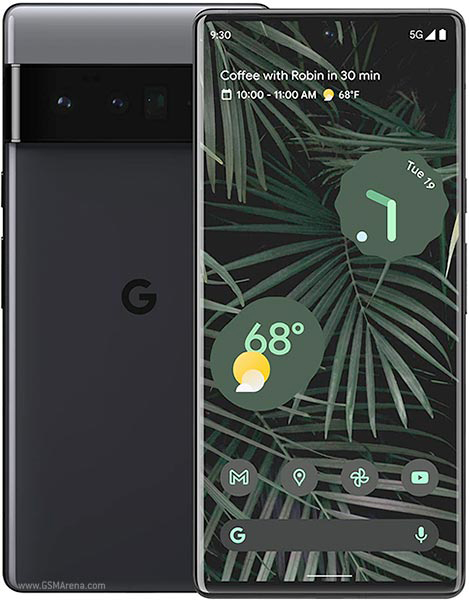 9:30
5G
Coffee with Robin in 30 min
10:00 - 11:00 AM 68°F
Tue 19
68°
G
G
www.GSMArena.com